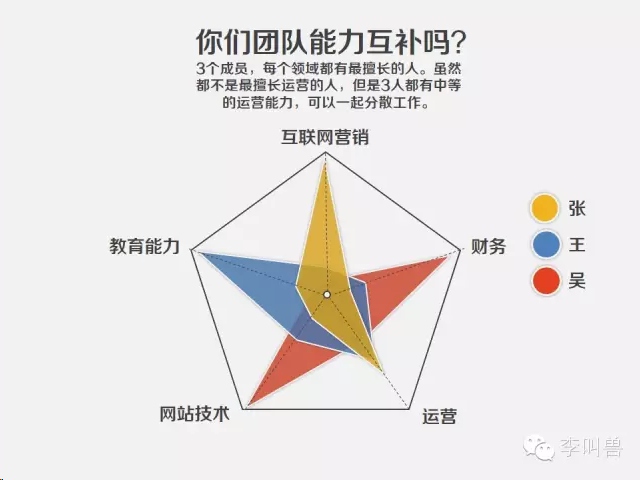 你们团队能力互补吗？
3个成员，每个领域都有最擅长的人。虽然
都不是最擅长运营的人，但是3人都有中等
的运营能力，可以一起分散工作。
互联网营销
教育能力
财务
网站技术
运营
张
王
吴
李叫兽